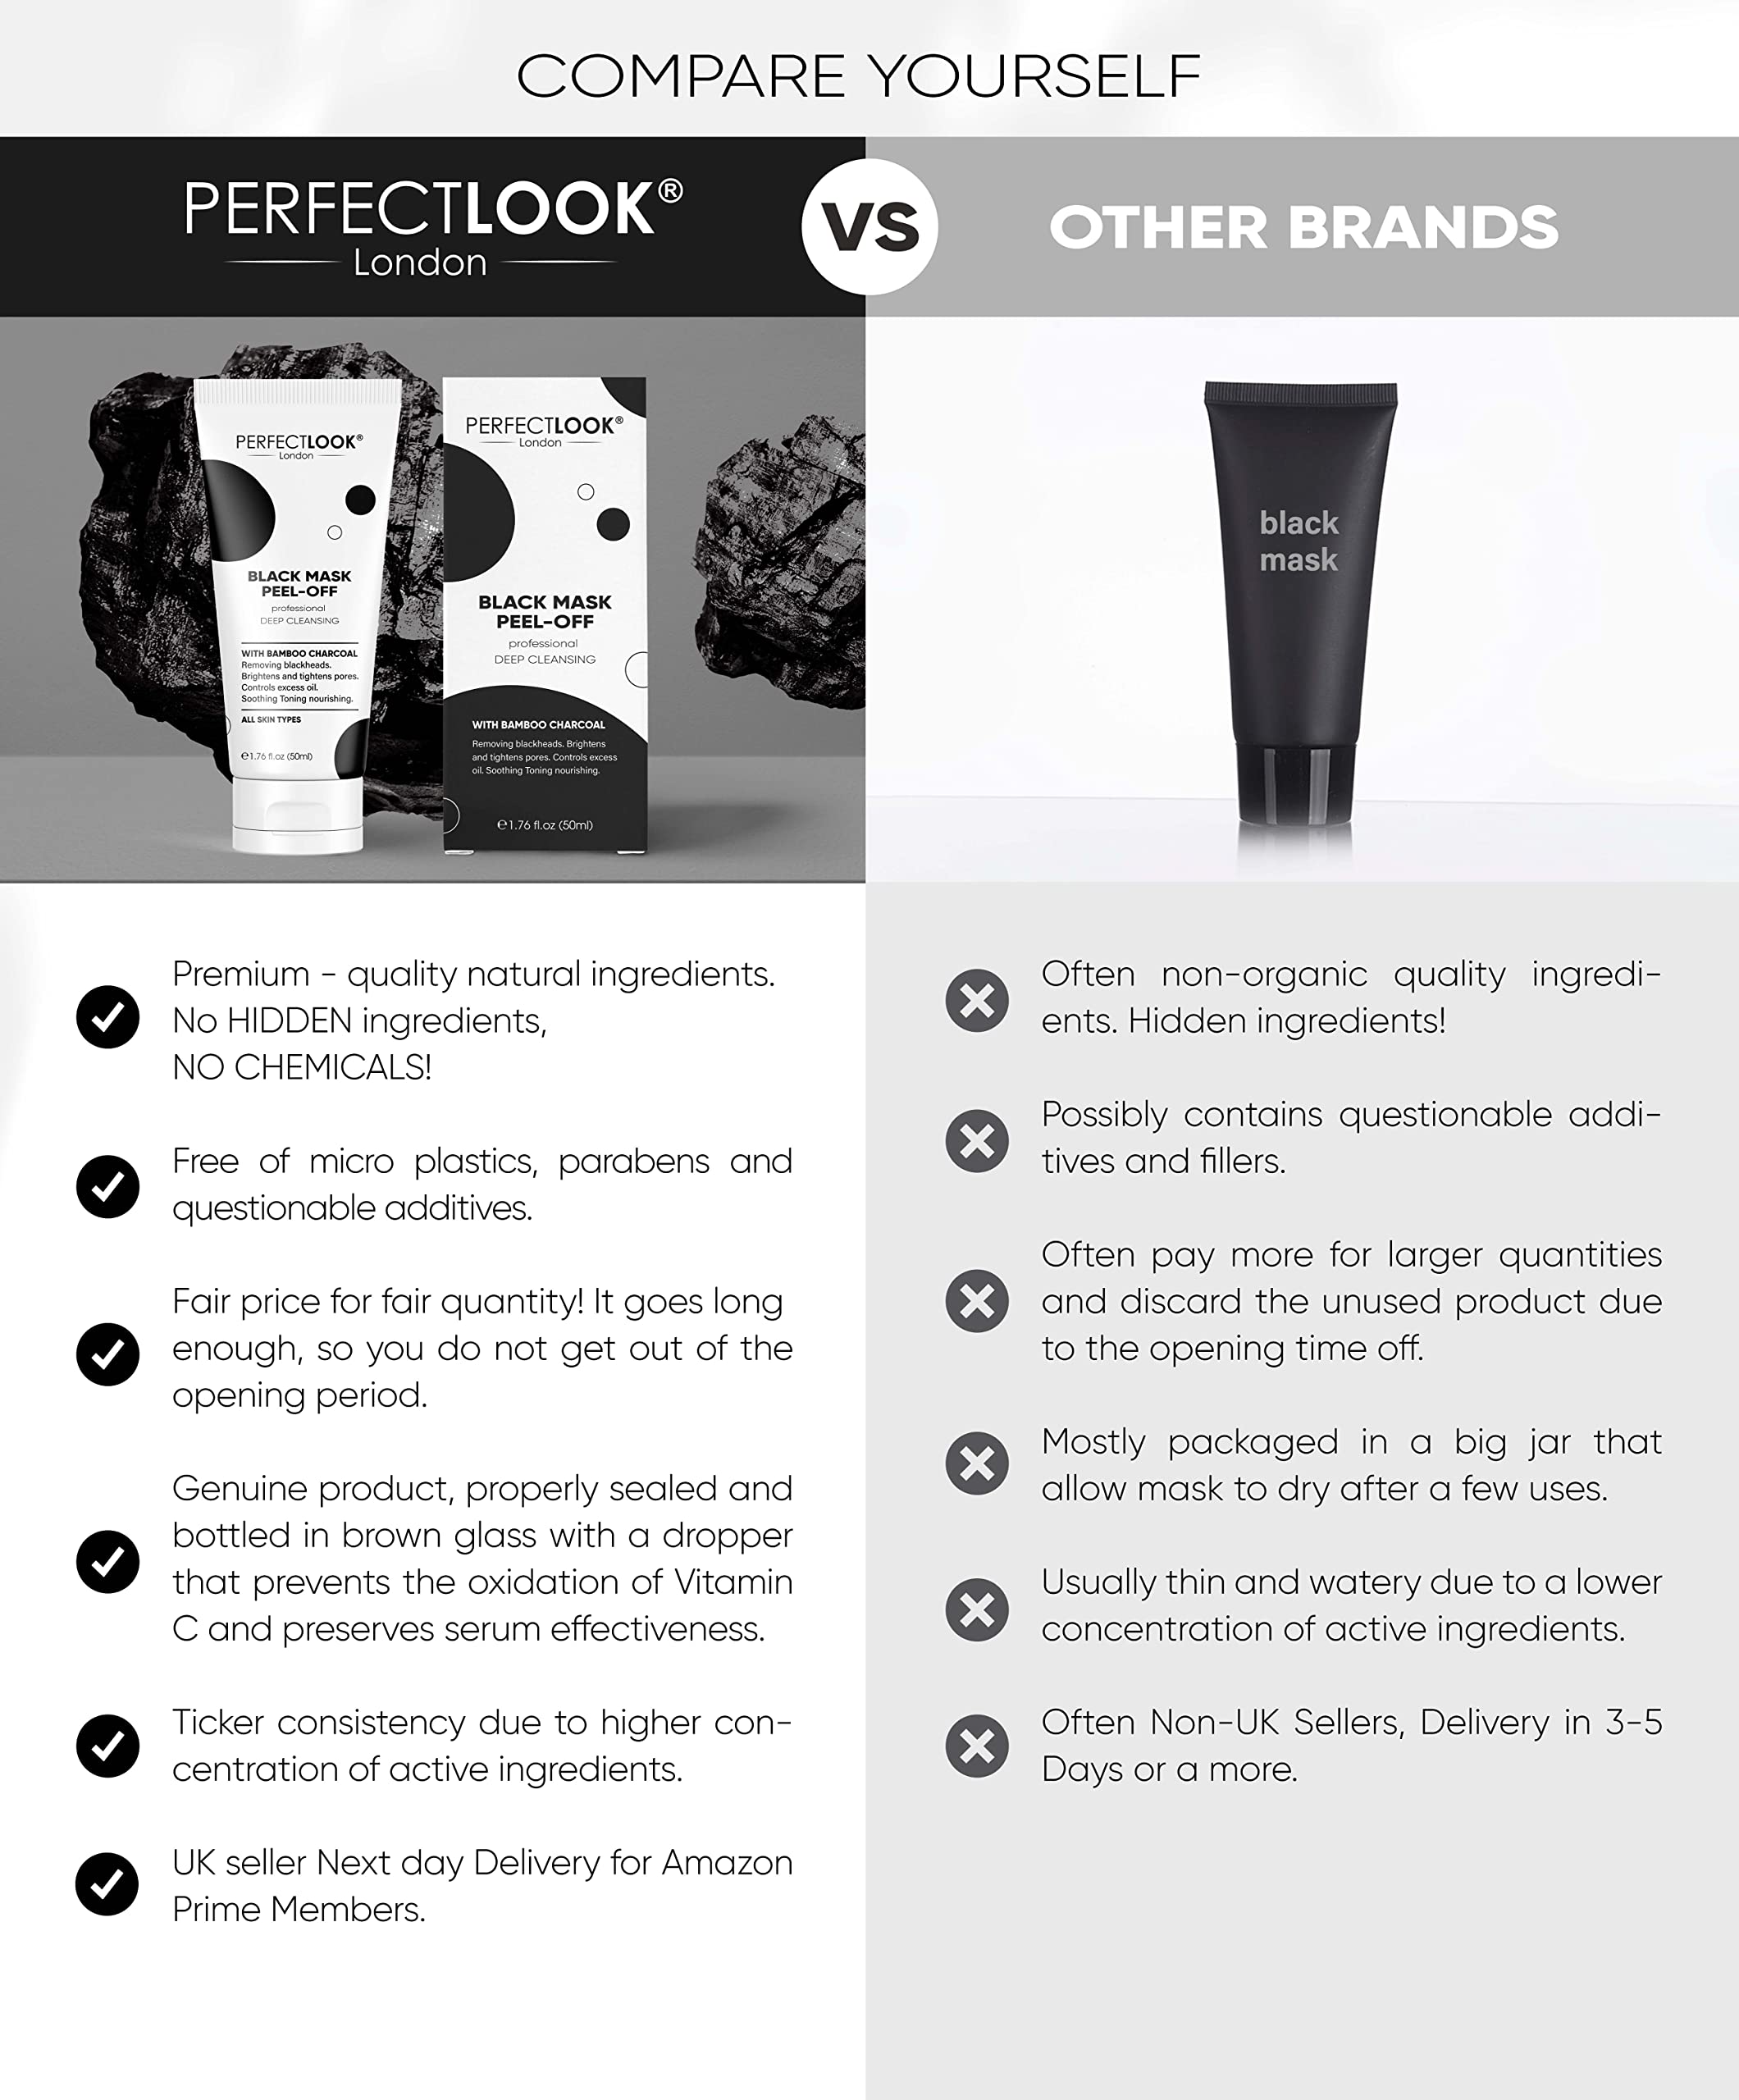 COMPARE YOURSELF
PERFECTLOOK®
London
VS
OTHER BRANDS
PERFECTLOOK®
London
BLACK MASK
PEEL-OFF
professional
DEEP CLEANSING
WITH BAMBOO CHARCOAL
Removing blackheads.
Brightens and tightens pores.
Controls excess oil.
Soothing Toning nourishing.
ALL SKIN TYPES
℮1.76 fl.oz (50ml)
PERFECTLOOK®
London
BLACK MASK
PEEL-OFF
professional
DEEP CLEANSING
WITH BAMBOO CHARCOAL
Removing blackheads. Brightens
and tightens pores. Controls excess
oil. Soothing Toning nourishing.
℮1.76 fl.oz (50ml)
black
mask
Premium - quality natural ingredients.
No HIDDEN ingredients,
NO CHEMICALS!
Free of micro plastics, parabens and
questionable additives.
Fair price for fair quantity! It goes long
enough, so you do not get out of the
opening period.
Genuine product, properly sealed and
bottled in brown glass with a dropper
that prevents the oxidation of Vitamin
C and preserves serum effectiveness.
Ticker consistency due to higher con-
centration of active ingredients.
UK seller Next day Delivery for Amazon
Prime Members.
Often non-organic quality ingredi-
ents. Hidden ingredients!
Possibly contains questionable addi-
tives and fillers.
Often pay more for larger quantities
and discard the unused product due
to the opening time off.
Mostly packaged in a big jar that
allow mask to dry after a few uses.
Usually thin and watery due to a lower
concentration of active ingredients.
Often Non-UK Sellers, Delivery in 3-5
Days or a more.